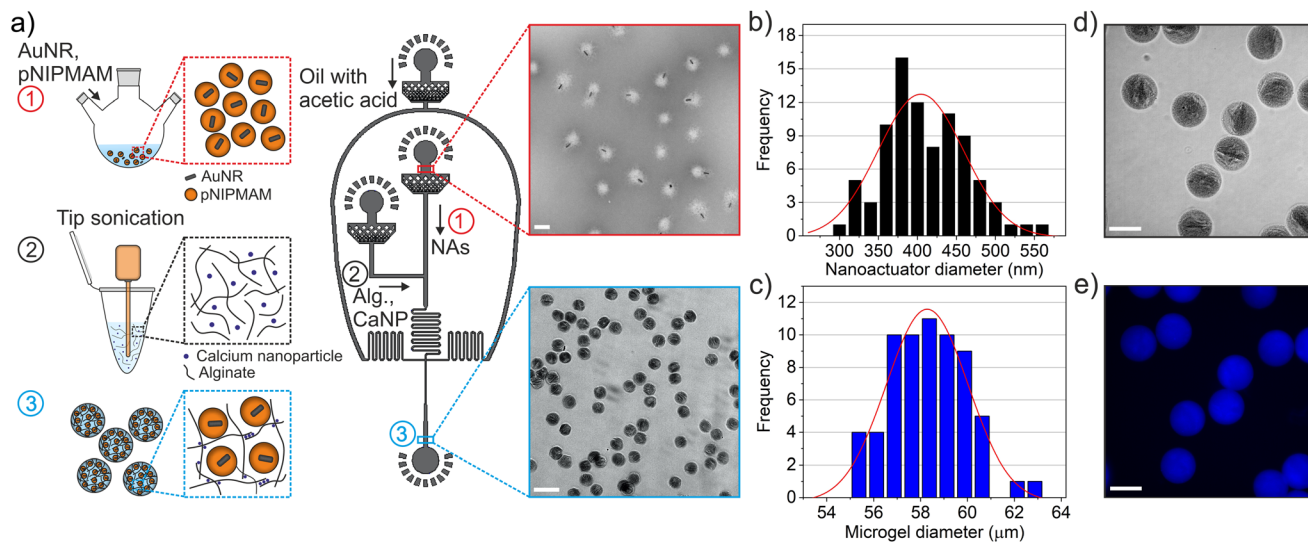 a)
AuNR,
pNIPMAM
1
AuNR
pNIPMAM
Tip sonication
2
Calcium nanoparticle
Alginate
3
Oil with
acetic acid
1
NAs
2
Alg.,
CaNP
3
b)
Frequency
18
15
12
9
6
3
0
300 350 400 450 500 550
Nanoactuator diameter (nm)
c)
Frequency
12
10
8
6
4
2
0
54 56 58 60 62 64
Microgel diameter (μm)
d)
e)